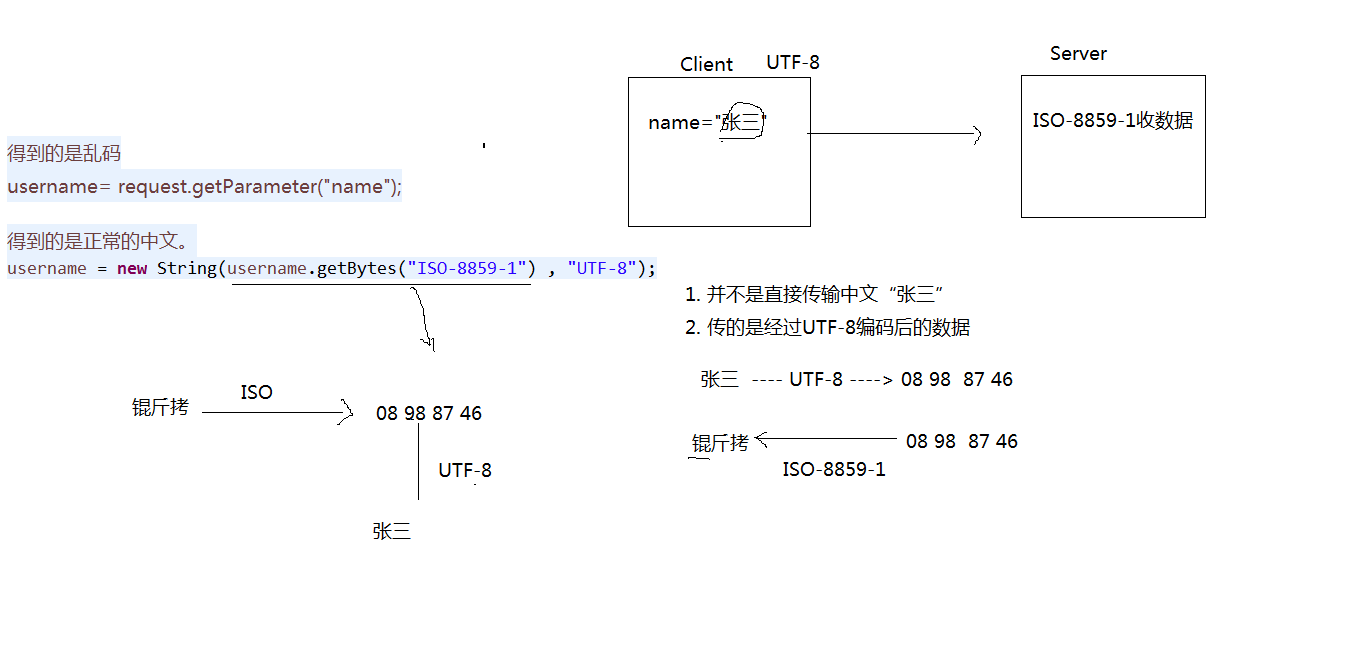 Client UTF-8
Server
name="张三"
ISO-8859-1收数据
得到的是乱码
username= request.getParameter("name");
得到的是正常的中文。
username = new String(username.getBytes("ISO-8859-1") , "UTF-8");
1. 并不是直接传输中文“张三”
2. 传的是经过UTF-8编码后的数据
张三 ---- UTF-8 ----> 08 98 87 46
锟斤拷
ISO
08 98 87 46
UTF-8
张三
锟斤拷
08 98 87 46
ISO-8859-1